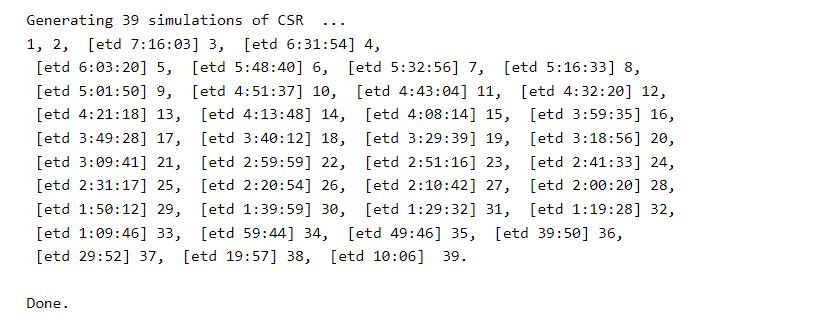 Generating 39 simulations of CSR  ...
1, 2,  [etd 7:16:03] 3,  [etd 6:31:54] 4,
 [etd 6:03:20] 5,  [etd 5:48:40] 6,  [etd 5:32:56] 7,  [etd 5:16:33] 8,
 [etd 5:01:50] 9,  [etd 4:51:37] 10,  [etd 4:43:04] 11,  [etd 4:32:20] 12,
 [etd 4:21:18] 13,  [etd 4:13:48] 14,  [etd 4:08:14] 15,  [etd 3:59:35] 16,
 [etd 3:49:28] 17,  [etd 3:40:12] 18,  [etd 3:29:39] 19,  [etd 3:18:56] 20,
 [etd 3:09:41] 21,  [etd 2:59:59] 22,  [etd 2:51:16] 23,  [etd 2:41:33] 24,
 [etd 2:31:17] 25,  [etd 2:20:54] 26,  [etd 2:10:42] 27,  [etd 2:00:20] 28,
 [etd 1:50:12] 29,  [etd 1:39:59] 30,  [etd 1:29:32] 31,  [etd 1:19:28] 32,
 [etd 1:09:46] 33,  [etd 59:44] 34,  [etd 49:46] 35,  [etd 39:50] 36,
 [etd 29:52] 37,  [etd 19:57] 38,  [etd 10:06]  39.
Done.